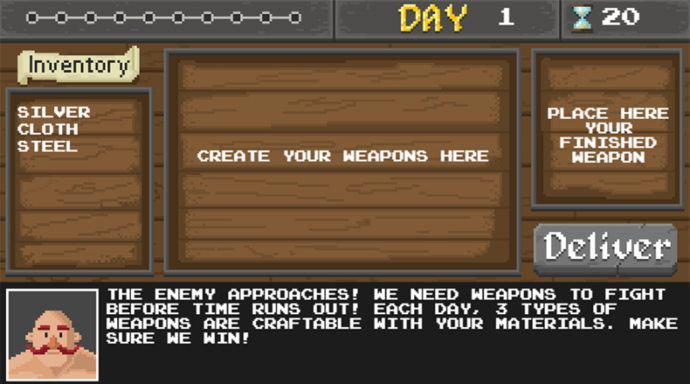 DAY 1
20
Inventory
SILVER
CLOTH
STEEL
CREATE YOUR WEAPONS HERE
PLACE HERE
YOUR
FINISHED
WEAPON
Deliver
THE ENEMY APPROACHES! WE NEED WEAPONS TO FIGHT
BEFORE TIME RUNS OUT! EACH DAY, 3 TYPES OF
WEAPONS ARE CRAFTABLE WITH YOUR MATERIALS. MAKE
SURE WE WIN!